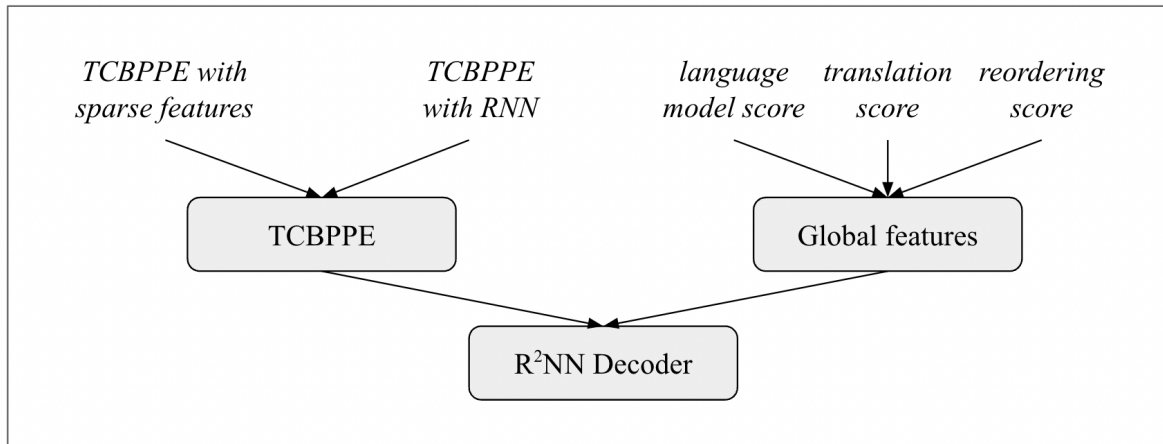 TCBPPE with
sparse features
TCBPPE
with RNN
language
model score
translation
score
reordering
score
TCBPPE
Global features
R²NN Decoder